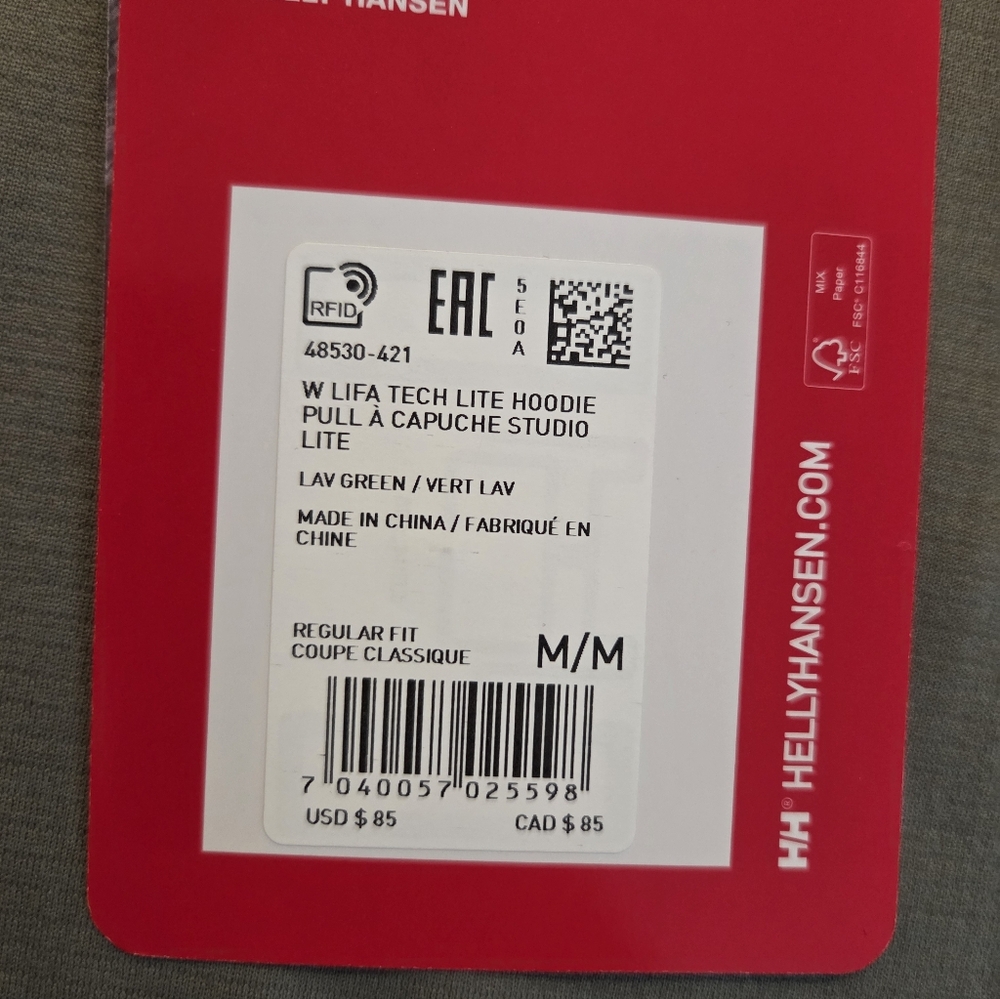 HANSEN
RFID
EAC
5
E
0
A
48530-421
W LIFA TECH LITE HOODIE
PULL À CAPUCHE STUDIO
LITE
LAV GREEN / VERT LAV
MADE IN CHINA / FABRIQUÉ EN
CHINE
REGULAR FIT
COUPE CLASSIQUE
M/M
7 040057 025598
USD $ 85
CAD $ 85
MIX
Paper
FSC® C116844
FSC
HH® HELLYHANSEN.COM